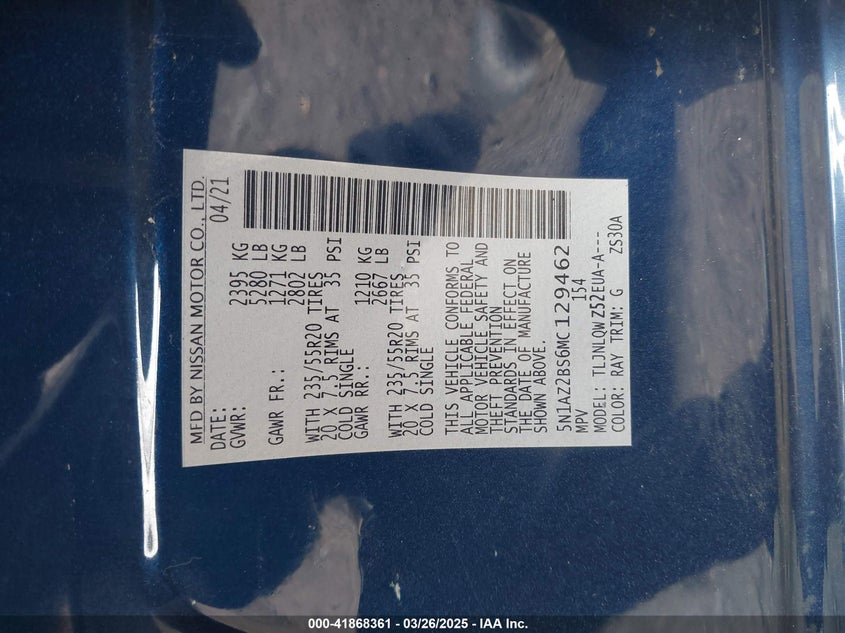 MFD BY NISSAN MOTOR CO., LTD.
DATE: 04/21
GVWR: 2395 KG
5280 LB
GAWR FR.: 1271 KG
2802 LB
WITH 235/55R20 TIRES
20 X 7.5 RIMS AT 35 PSI
COLD SINGLE
GAWR RR.: 1210 KG
2667 LB
WITH 235/55R20 TIRES
20 X 7.5 RIMS AT 35 PSI
COLD SINGLE
THIS VEHICLE CONFORMS TO
ALL APPLICABLE FEDERAL
MOTOR VEHICLE SAFETY AND
THEFT PREVENTION
STANDARDS IN EFFECT ON
THE DATE OF MANUFACTURE
SHOWN ABOVE.
5N1AZ2BS6MC129462
MPV 154
MODEL: TLJNLQWZ52EUA-A---
COLOR: RAY TRIM: G ZS30A
000-41868361 - 03/26/2025 - IAA Inc.